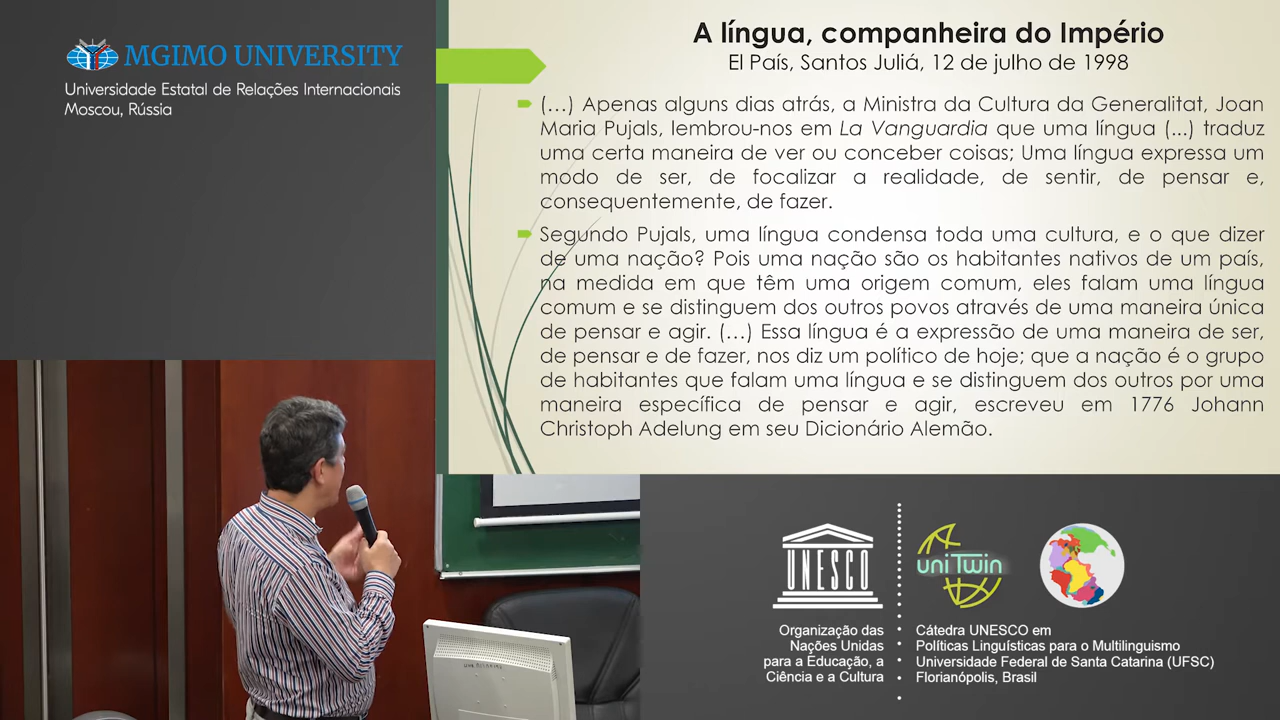 MGIMO UNIVERSITY
Universidade Estatal de Relações Internacionais
Moscou, Rússia
A língua, companheira do Império
El País, Santos Juliá, 12 de julho de 1998
(…) Apenas alguns dias atrás, a Ministra da Cultura da Generalitat, Joan
Maria Pujals, lembrou-nos em La Vanguardia que uma língua (...) traduz
uma certa maneira de ver ou conceber coisas; Uma língua expressa um
modo de ser, de focalizar a realidade, de sentir, de pensar e,
consequentemente, de fazer.
Segundo Pujals, uma língua condensa toda uma cultura, e o que dizer
de uma nação? Pois uma nação são os habitantes nativos de um país,
na medida em que têm uma origem comum, eles falam uma língua
comum e se distinguem dos outros povos através de uma maneira única
de pensar e agir. (…) Essa língua é a expressão de uma maneira de ser,
de pensar e de fazer, nos diz um político de hoje; que a nação é o grupo
de habitantes que falam uma língua e se distinguem dos outros por uma
maneira específica de pensar e agir, escreveu em 1776 Johann
Christoph Adelung em seu Dicionário Alemão.
UNESCO
Organização das
Nações Unidas
para a Educação, a
Ciência e a Cultura
uniTwin
Cátedra UNESCO em
Políticas Linguísticas para o Multilinguismo
Universidade Federal de Santa Catarina (UFSC)
Florianópolis, Brasil